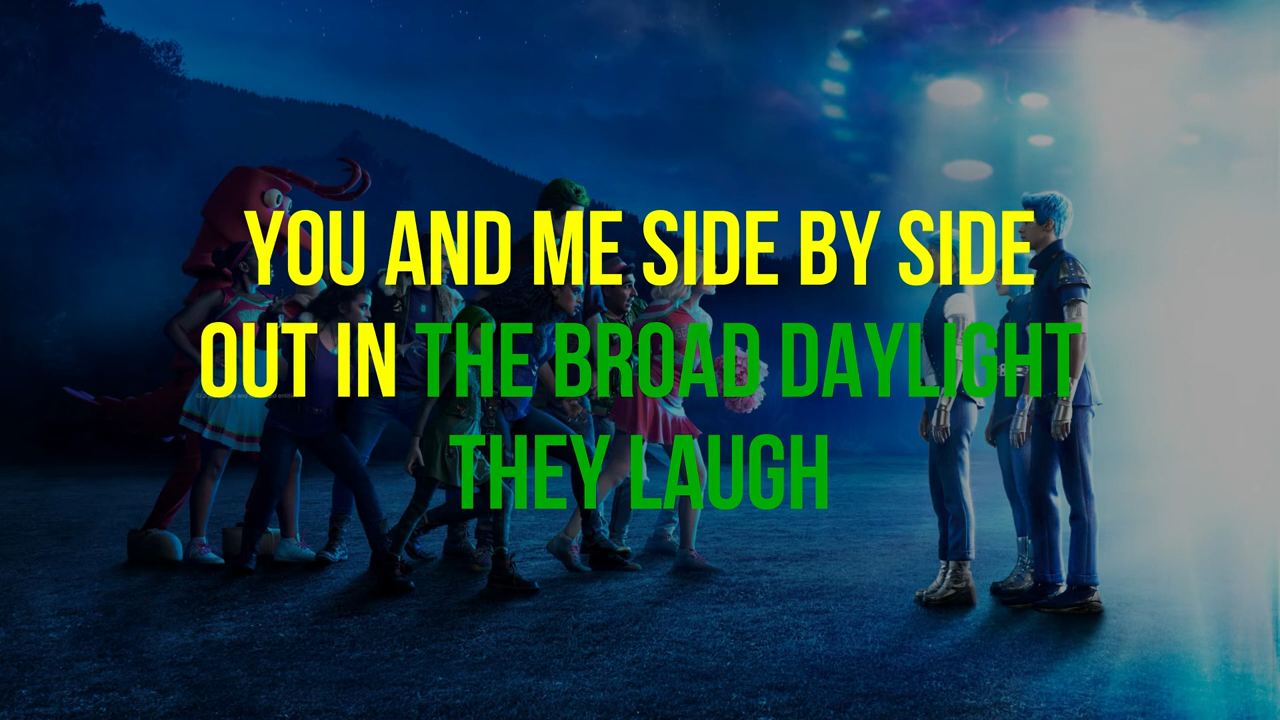 YOU AND ME SIDE BY SIDE
OUT IN THE BROAD DAYLIGHT
THEY LAUGH